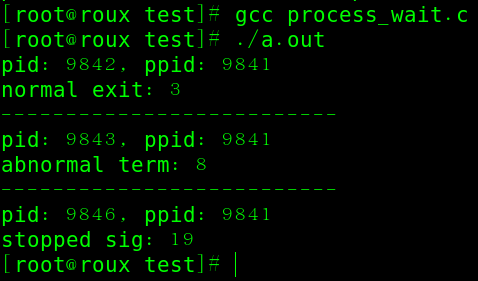 [root@roux test]# gcc process_wait.c
[root@roux test]# ./a.out
pid: 9842, ppid: 9841
normal exit: 3
--------------------------
pid: 9843, ppid: 9841
abnormal term: 8
--------------------------
pid: 9846, ppid: 9841
stopped sig: 19
[root@roux test]#